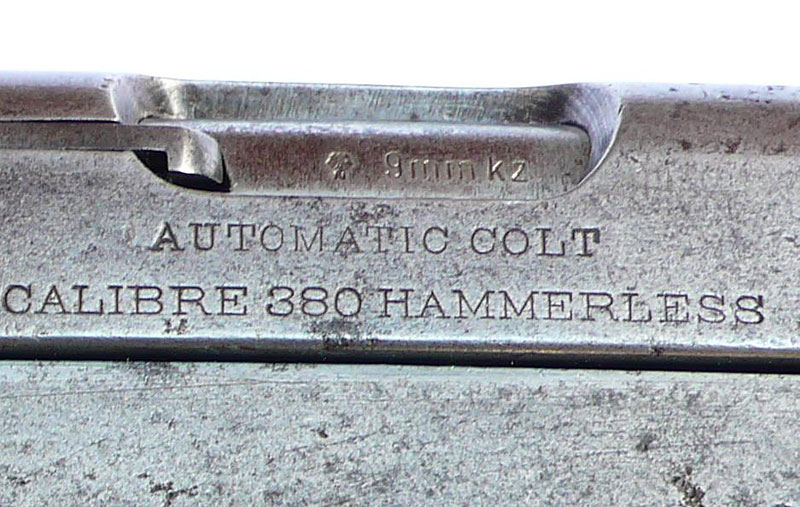 9mm kz
AUTOMATIC COLT
CALIBRE 380 HAMMERLESS